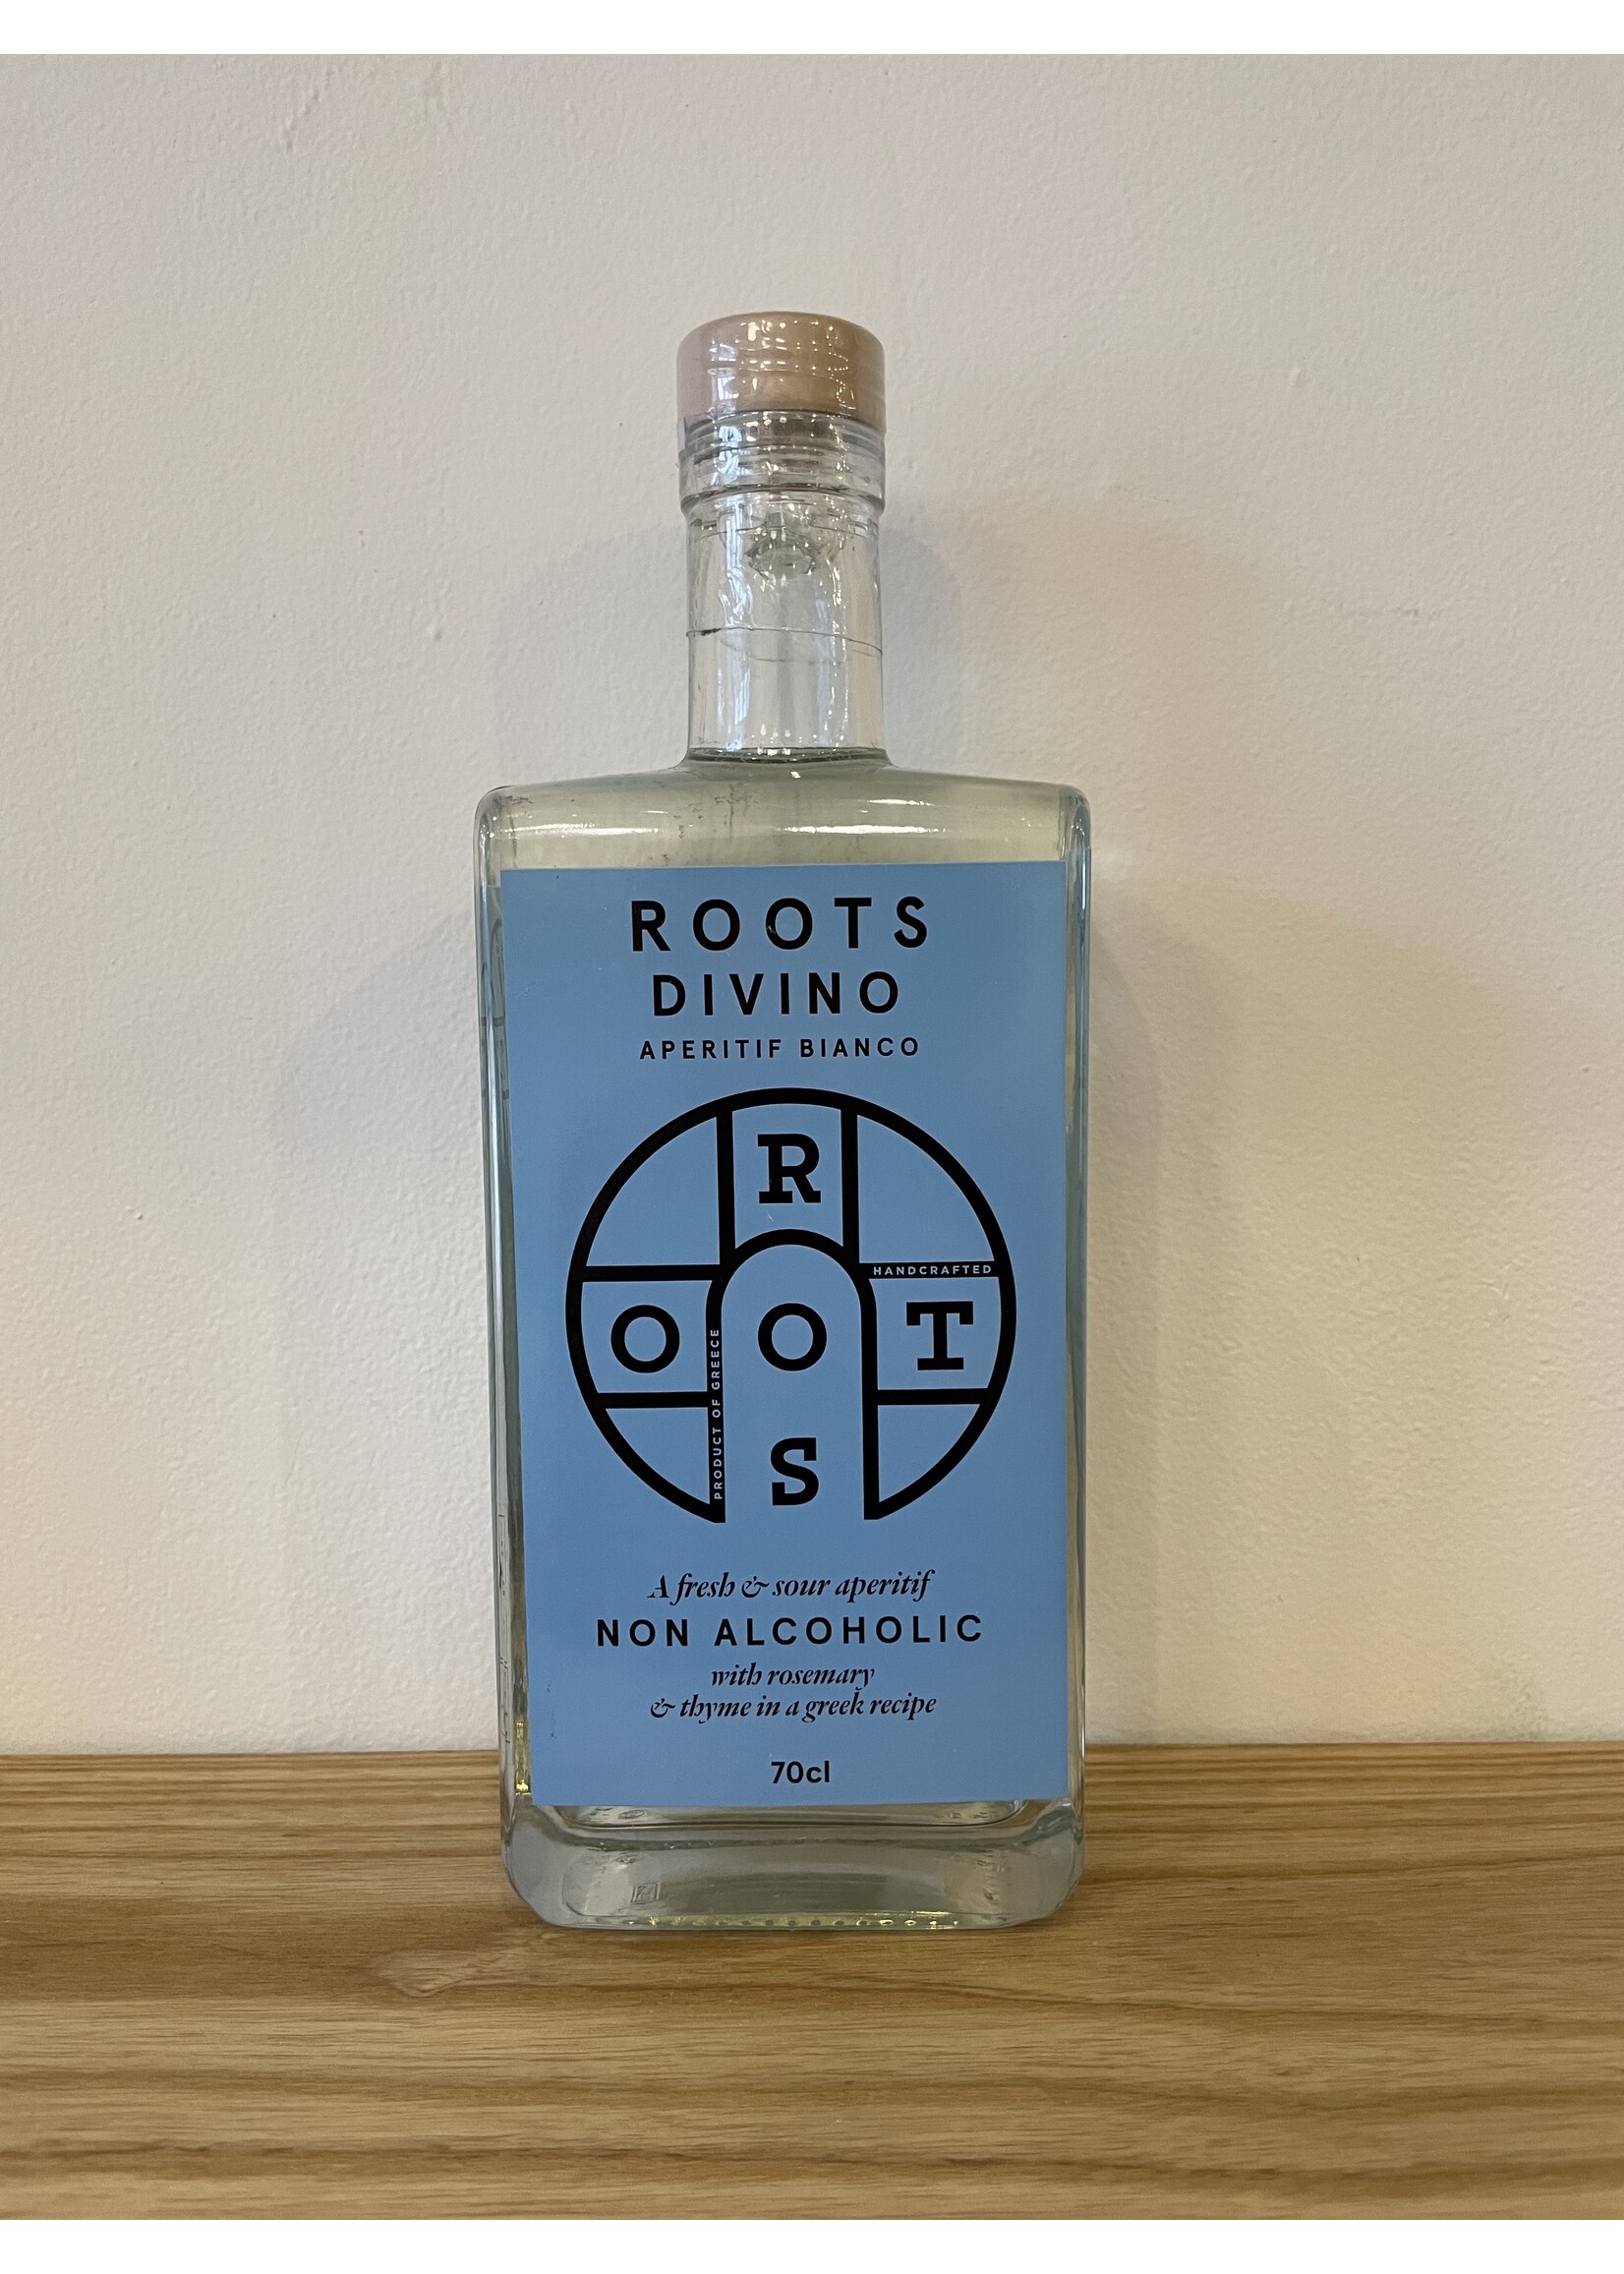 ROOTS
DIVINO
APERITIF BIANCO
R
HANDCRAFTED
O O T
PRODUCT OF GREECE
S
A fresh & sour aperitif
NON ALCOHOLIC
with rosemary
& thyme in a greek recipe
70cl